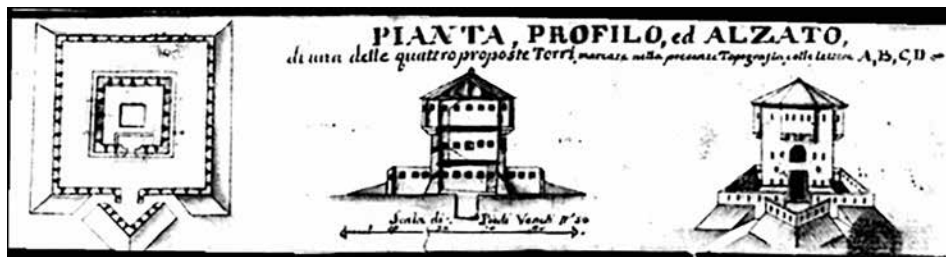 PIANTA, PROFILO, ed ALZATO,
di una delle quattro proposte Torri, marcata nella presente Topografia colle lettere A, B, C, D
Scala di Piedi Veneti N° 50